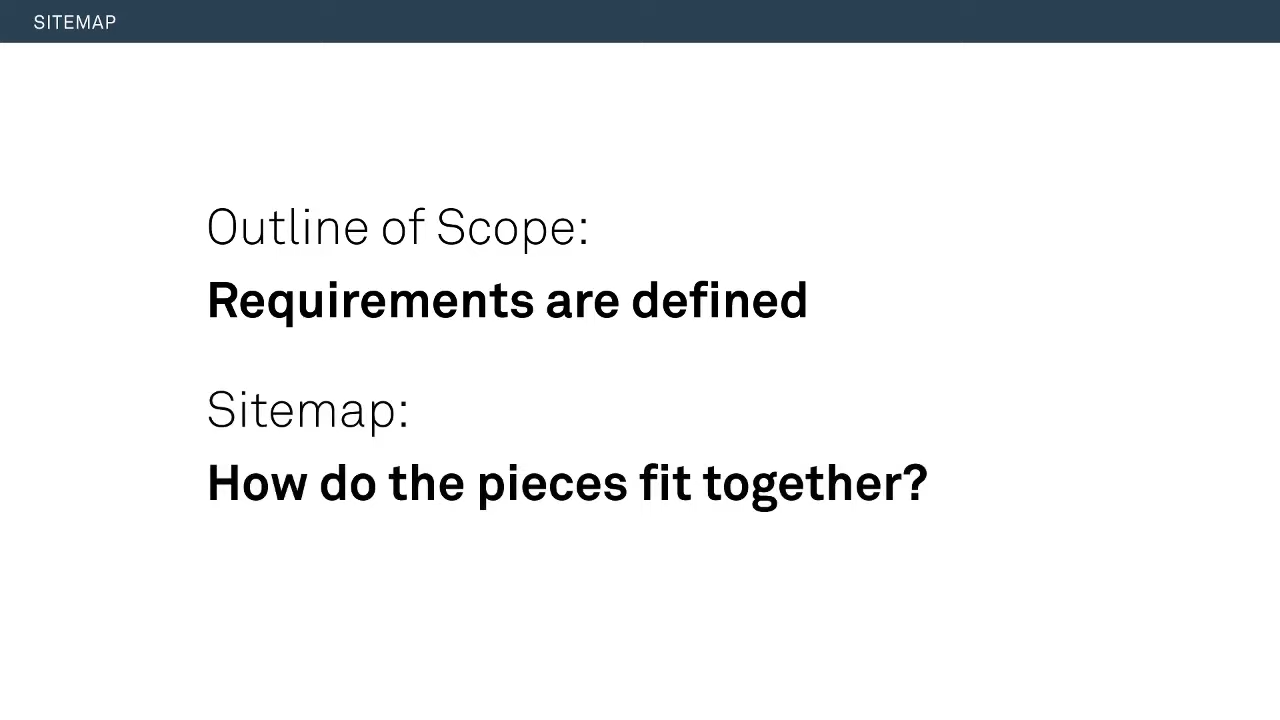 SITEMAP
Outline of Scope:
Requirements are defined
Sitemap:
How do the pieces fit together?